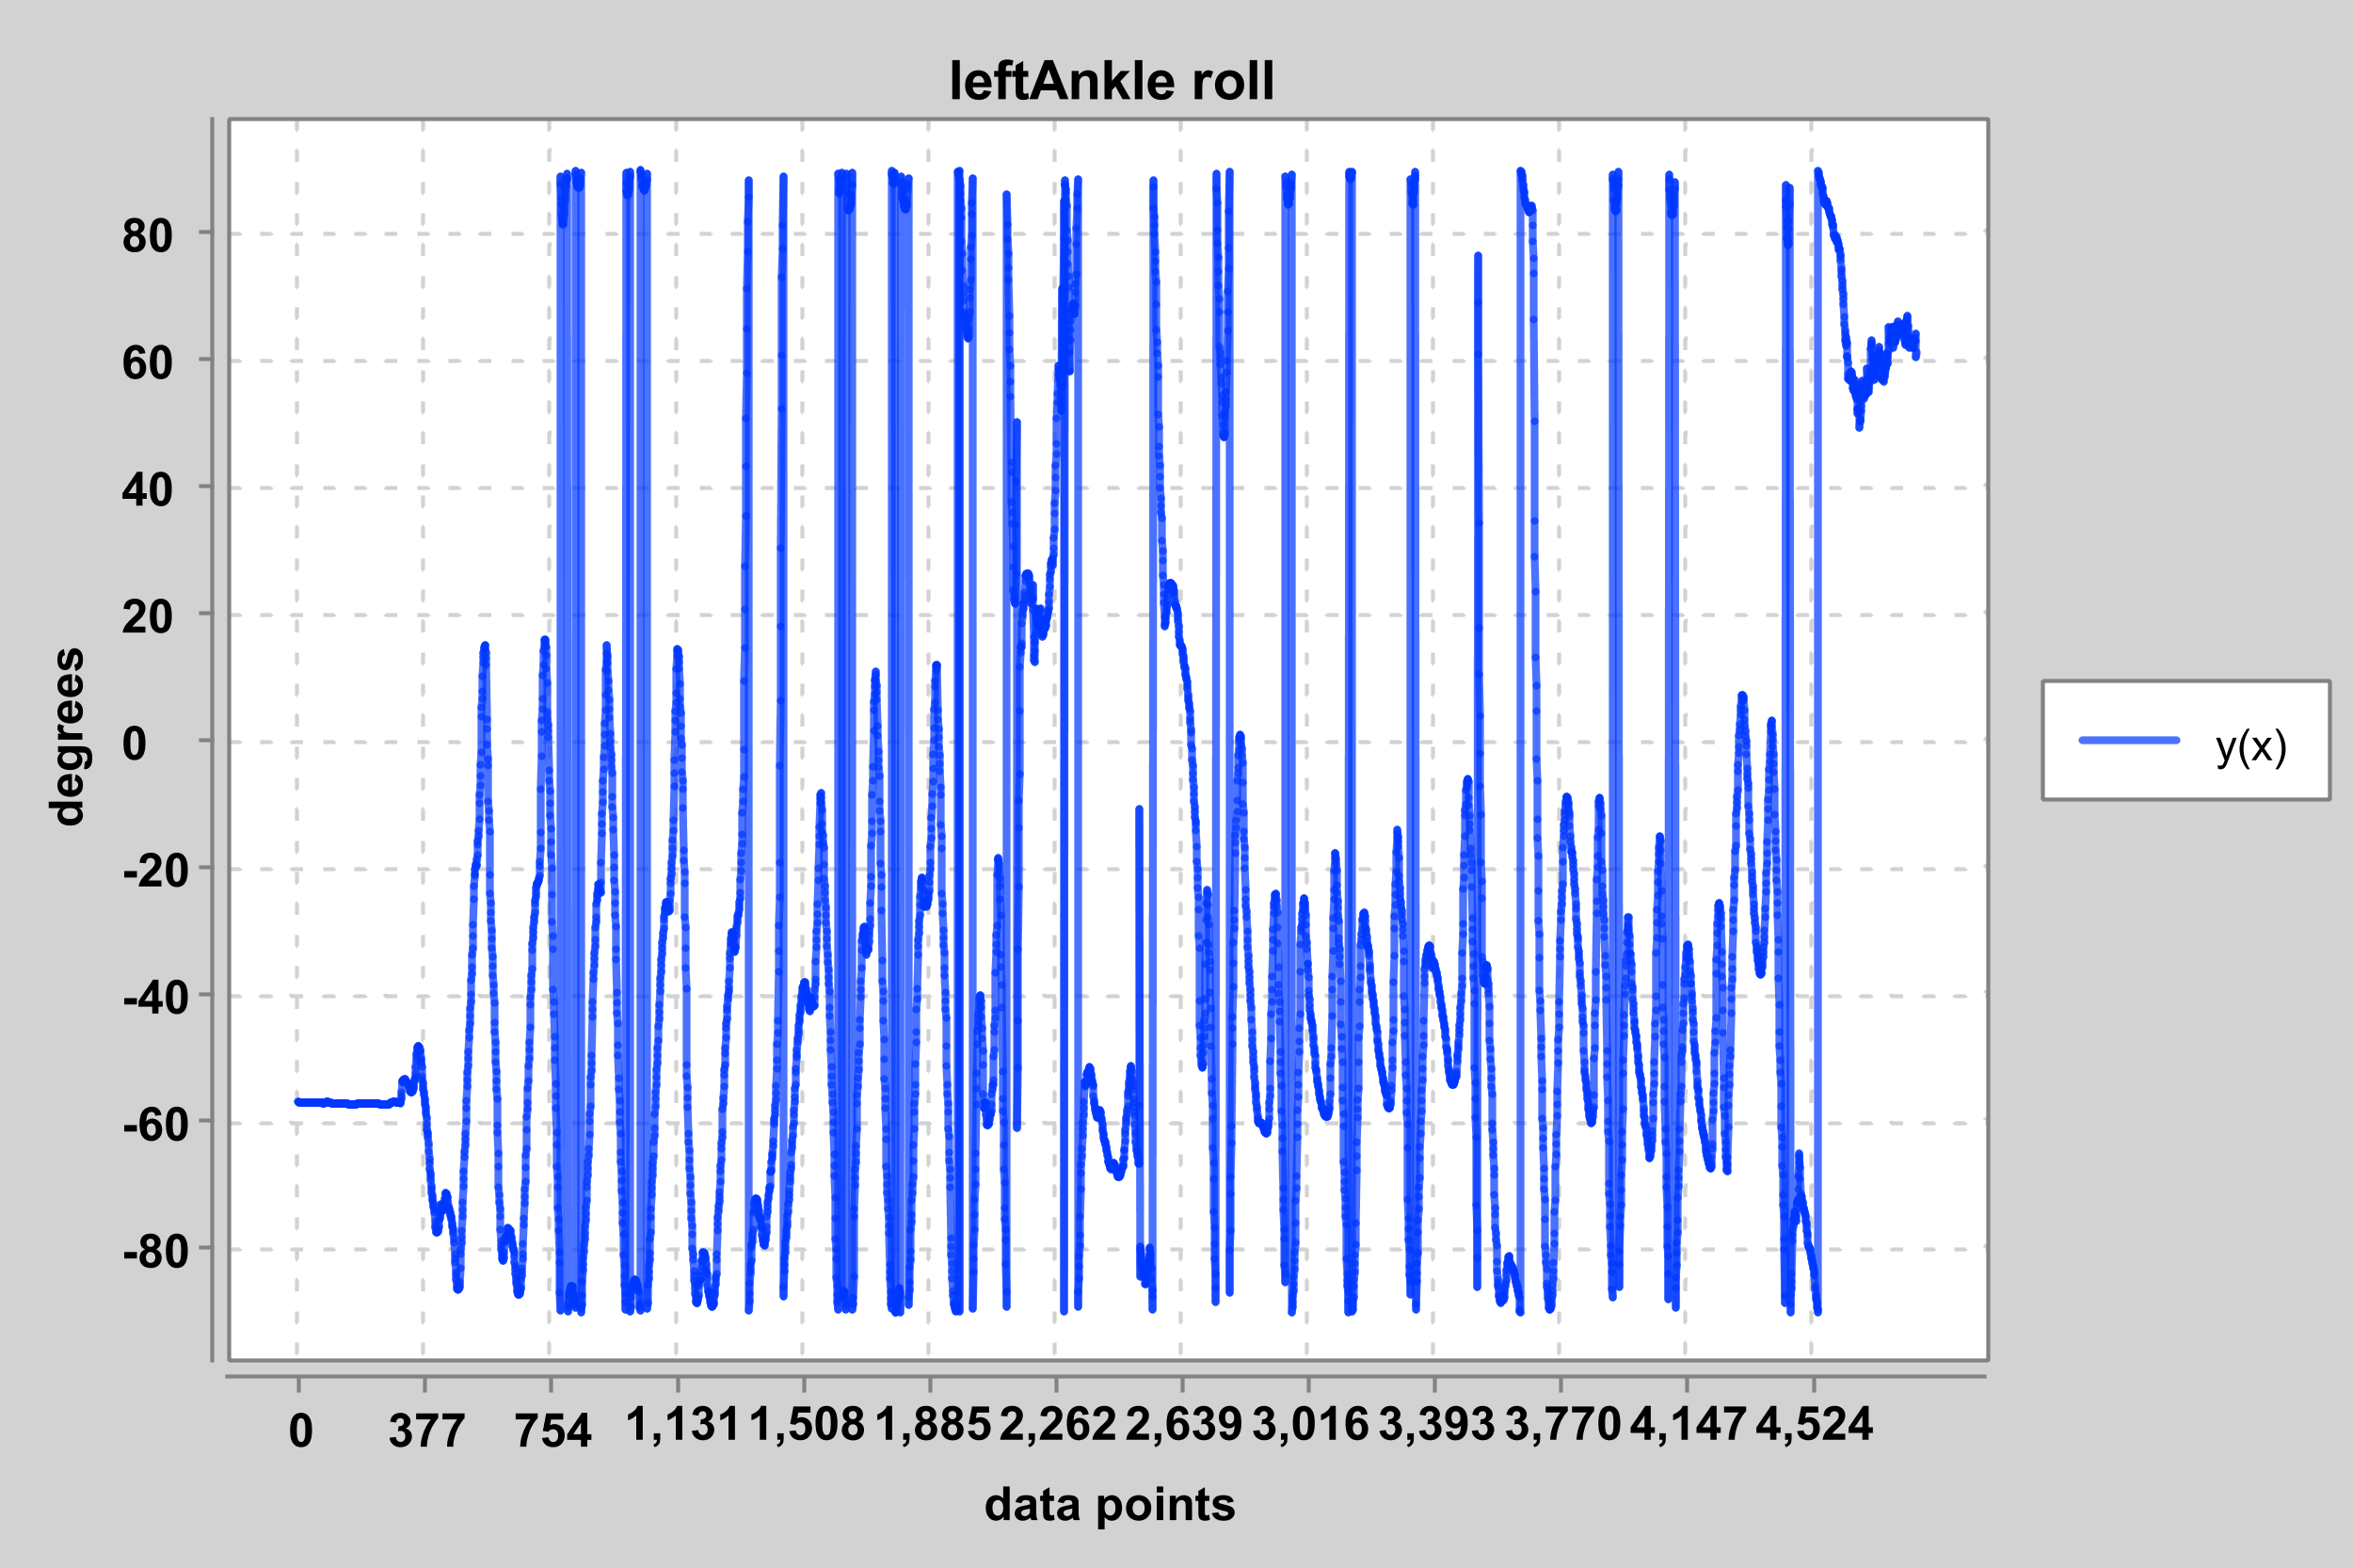 leftAnkle roll
degrees
80
60
40
20
0
-20
-40
-60
-80
0 377 754 1,131 1,508 1,885 2,262 2,639 3,016 3,393 3,770 4,147 4,524
data points
y(x)